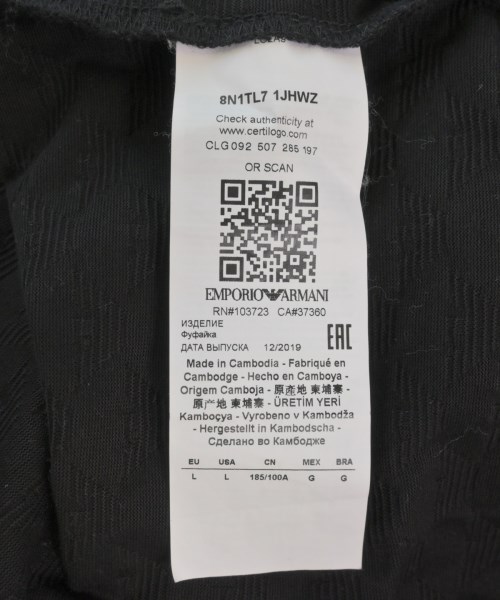 LUCAS
8N1TL7 1JHWZ
Check authenticity at
www.certilogo.com
CLG 092 507 285 197
OR SCAN
EMPORIO ARMANI
RN#103723 CA#37360
ИЗДЕЛИЕ
Фуфайка
ДАТА ВЫПУСКА 12/2019
EAC
Made in Cambodia - Fabriqué en
Cambodge - Hecho en Camboya -
Origem Camboja - 原產地 柬埔寨 -
原产地 柬埔寨 - ÜRETİM YERİ
Kamboçya - Vyrobeno v Kambodža
- Hergestellt in Kambodscha -
Сделано во Камбодже
EU USA CN MEX BRA
L L 185/100A G G